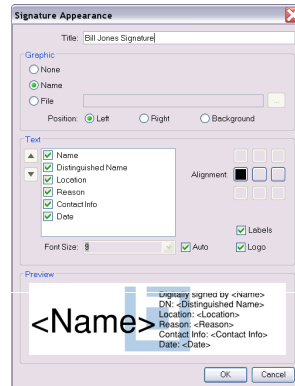 Signature Appearance
Title: Bill Jones Signature
Graphic
None
Name
File
...
Position: Left Right Background
Text
Name
Distinguished Name
Location
Reason
Contact Info
Date
Alignment
Labels
Font Size: 9 Auto Logo
Preview
<Name>
Digitally signed by <Name>
DN: <Distinguished Name>
Location: <Location>
Reason: <Reason>
Contact Info: <Contact Info>
Date: <Date>
OK Cancel